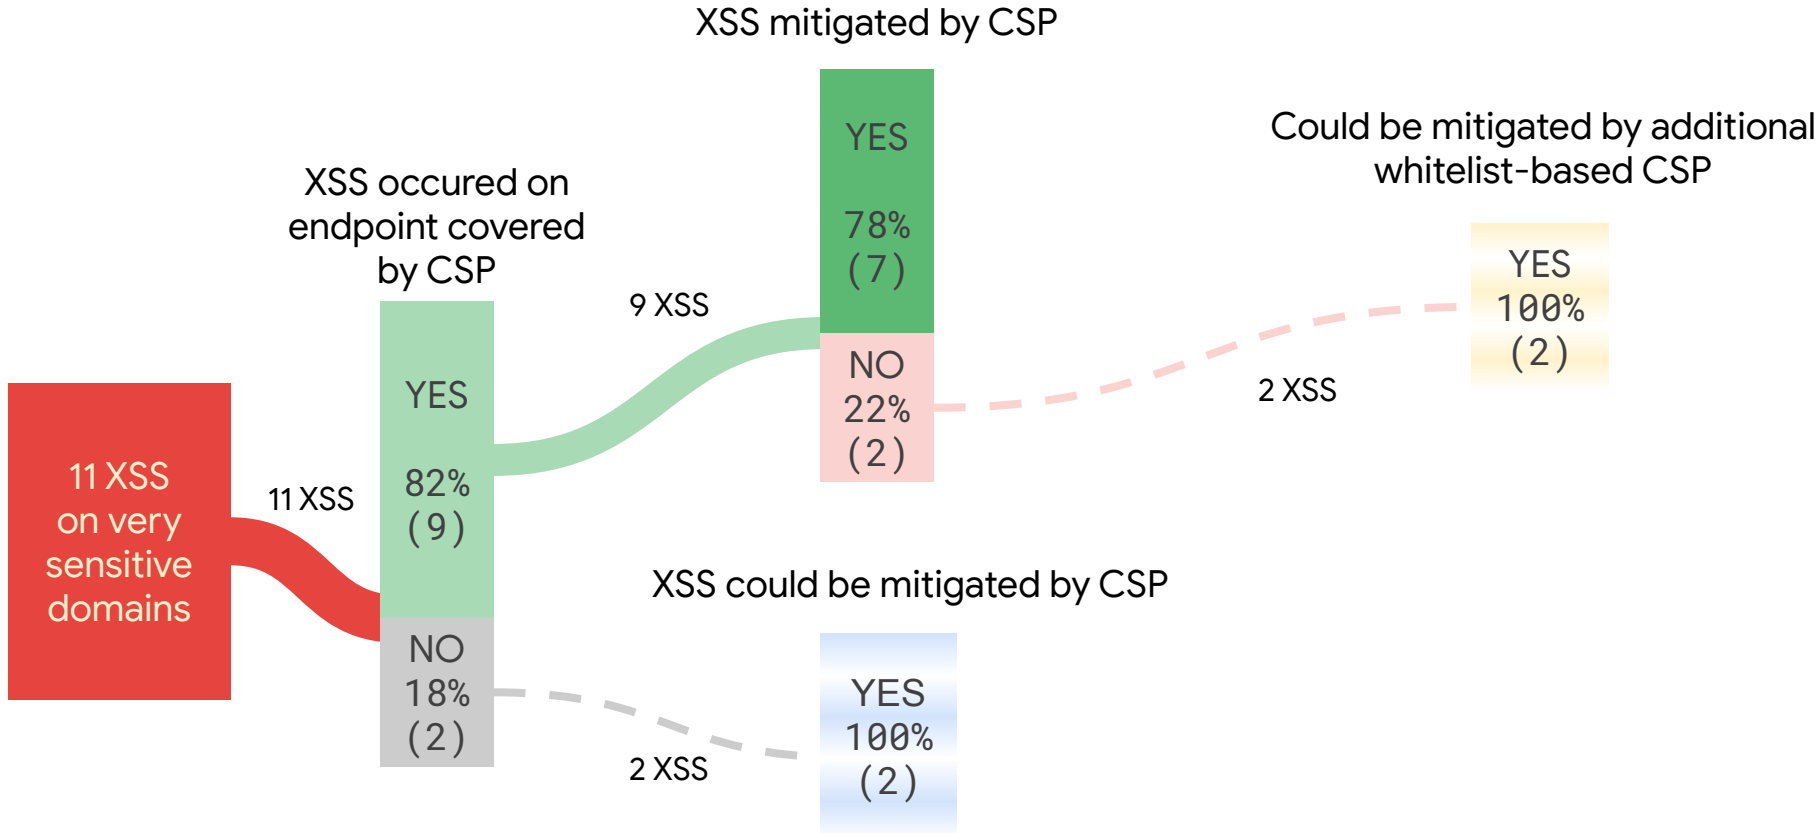 XSS mitigated by CSP
YES
78%
(7)
NO
22%
(2)
Could be mitigated by additional
whitelist-based CSP
YES
100%
(2)
2 XSS
XSS occured on
endpoint covered
by CSP
YES
82%
(9)
NO
18%
(2)
9 XSS
11 XSS
on very
sensitive
domains
11 XSS
XSS could be mitigated by CSP
YES
100%
(2)
2 XSS